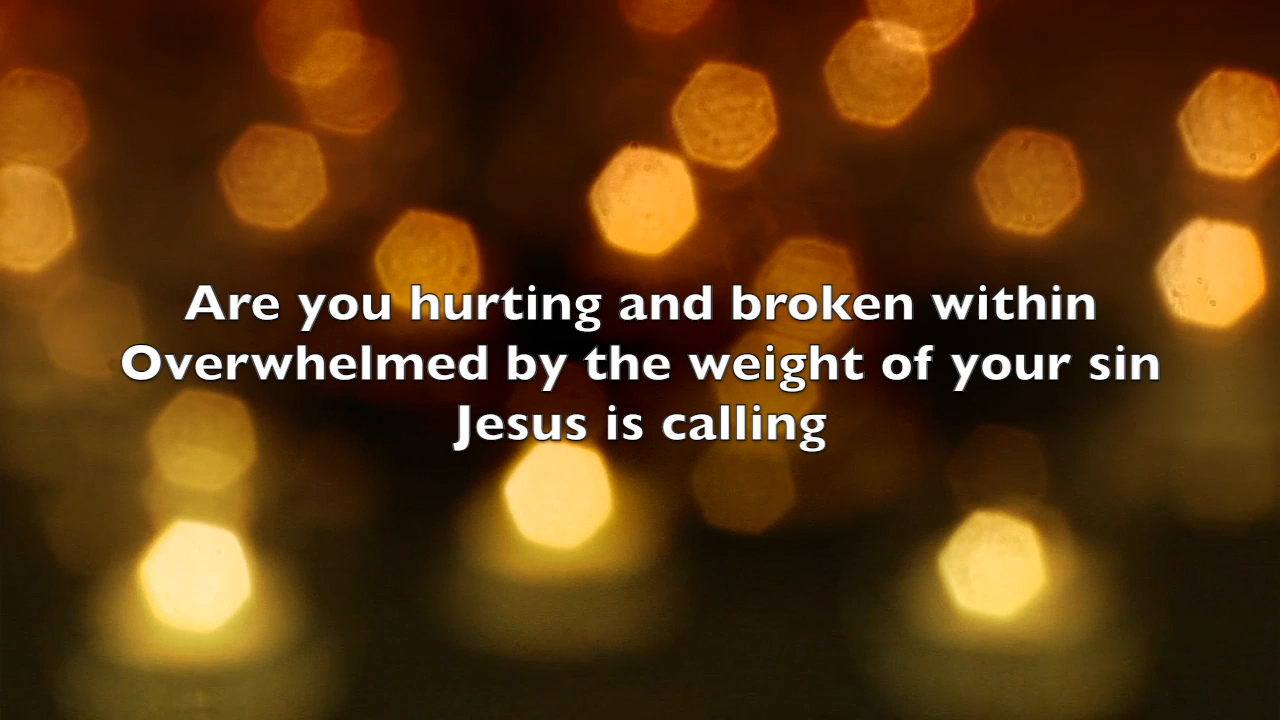 Are you hurting and broken within
Overwhelmed by the weight of your sin
Jesus is calling